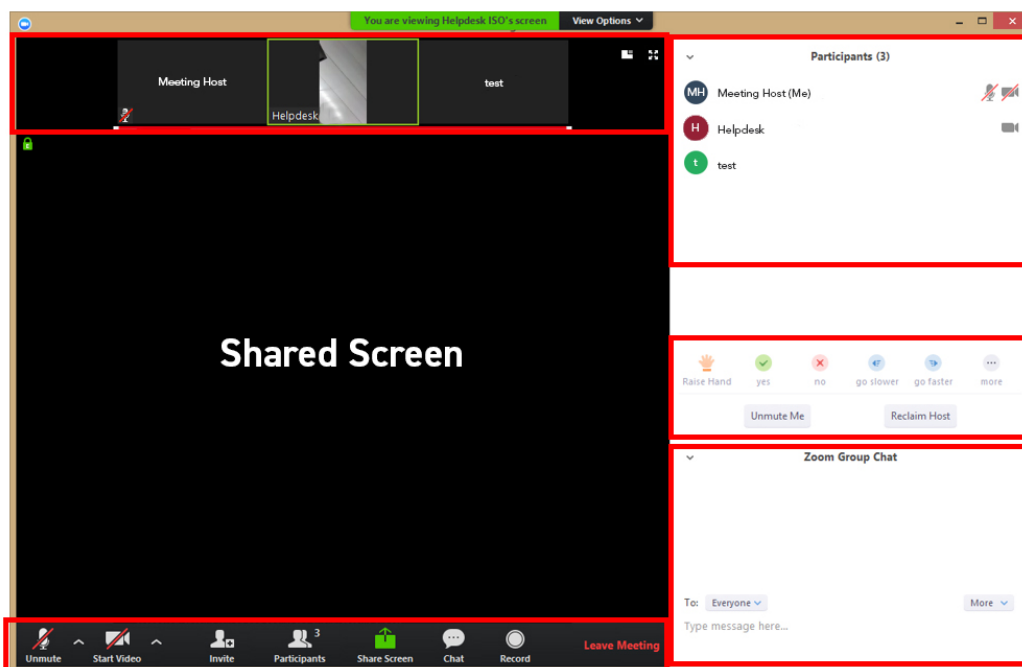 You are viewing Helpdesk ISO's screen View Options
Meeting Host
Helpdesk
test
Participants (3)
MH Meeting Host (Me)
H Helpdesk
t test
Shared Screen
Raise Hand yes no go slower go faster more
Unmute Me Reclaim Host
Zoom Group Chat
To: Everyone More
Type message here...
Unmute Start Video Invite Participants 3 Share Screen Chat Record Leave Meeting